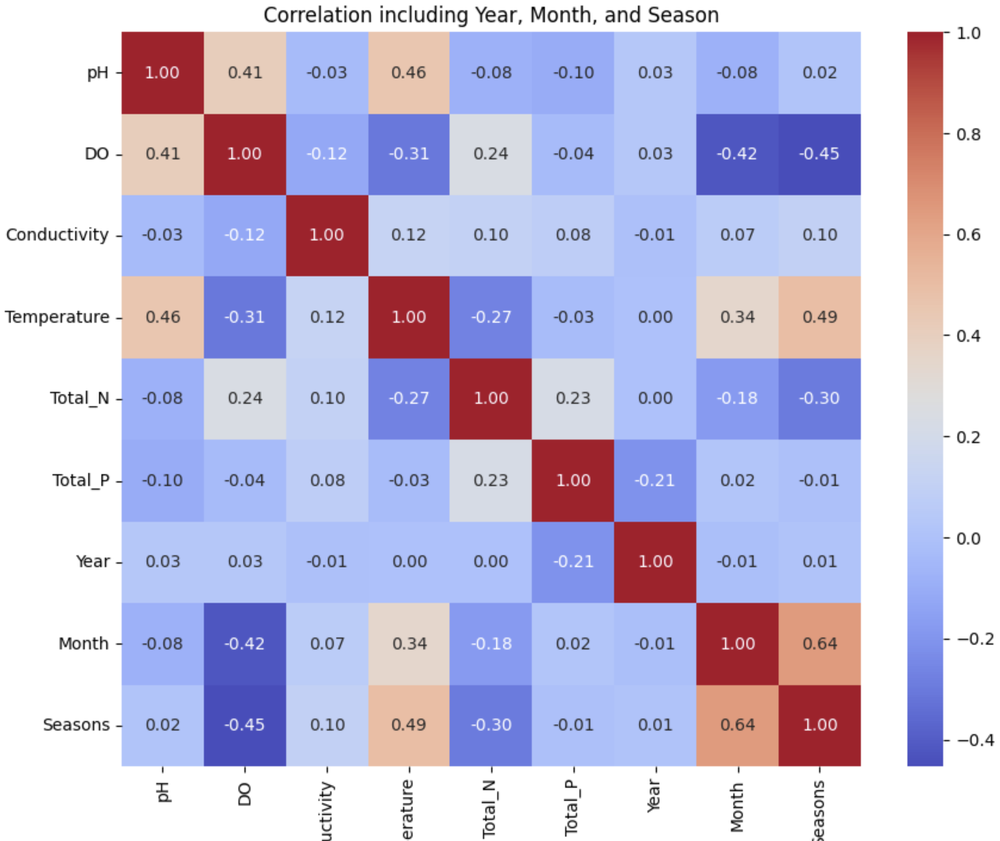 Correlation including Year, Month, and Season
pH 1.00 0.41 -0.03 0.46 -0.08 -0.10 0.03 -0.08 0.02
DO 0.41 1.00 -0.12 -0.31 0.24 -0.04 0.03 -0.42 -0.45
Conductivity -0.03 -0.12 1.00 0.12 0.10 0.08 -0.01 0.07 0.10
Temperature 0.46 -0.31 0.12 1.00 -0.27 -0.03 0.00 0.34 0.49
Total_N -0.08 0.24 0.10 -0.27 1.00 0.23 0.00 -0.18 -0.30
Total_P -0.10 -0.04 0.08 -0.03 0.23 1.00 -0.21 0.02 -0.01
Year 0.03 0.03 -0.01 0.00 0.00 -0.21 1.00 -0.01 0.01
Month -0.08 -0.42 0.07 0.34 -0.18 0.02 -0.01 1.00 0.64
Seasons 0.02 -0.45 0.10 0.49 -0.30 -0.01 0.01 0.64 1.00
pH
DO
uctivity
erature
Total_N
Total_P
Year
Month
easons
1.0
0.8
0.6
0.4
0.2
0.0
−0.2
−0.4